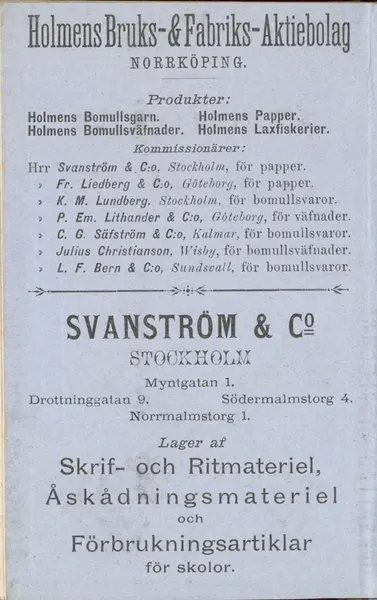 Holmens Bruks-& Fabriks-Aktiebolag
NORRKÖPING.
Produkter:
Holmens Bomullsgarn. Holmens Papper.
Holmens Bomullsväfnader. Holmens Laxfiskerier.
Kommissionärer:
Hrr Svanström & C:o, Stockholm, för papper.
» Fr. Liedberg & C:o, Göteborg, för papper.
» K. M. Lundberg, Stockholm, för bomullsvaror.
» P. Em. Lithander & C:o, Göteborg, för väfnader.
» C. G. Säfström & C:o, Kalmar, för bomullsvaror.
» Julius Christianson, Wisby, för bomullsväfnader.
» L. F. Bern & C:o, Sundsvall, för bomullsvaror.
SVANSTRÖM & Co
STOCKHOLM
Myntgatan 1.
Drottninggatan 9. Södermalmstorg 4.
Norrmalmstorg 1.
Lager af
Skrif- och Ritmateriel,
Åskådningsmateriel
och
Förbrukningsartiklar
för skolor.